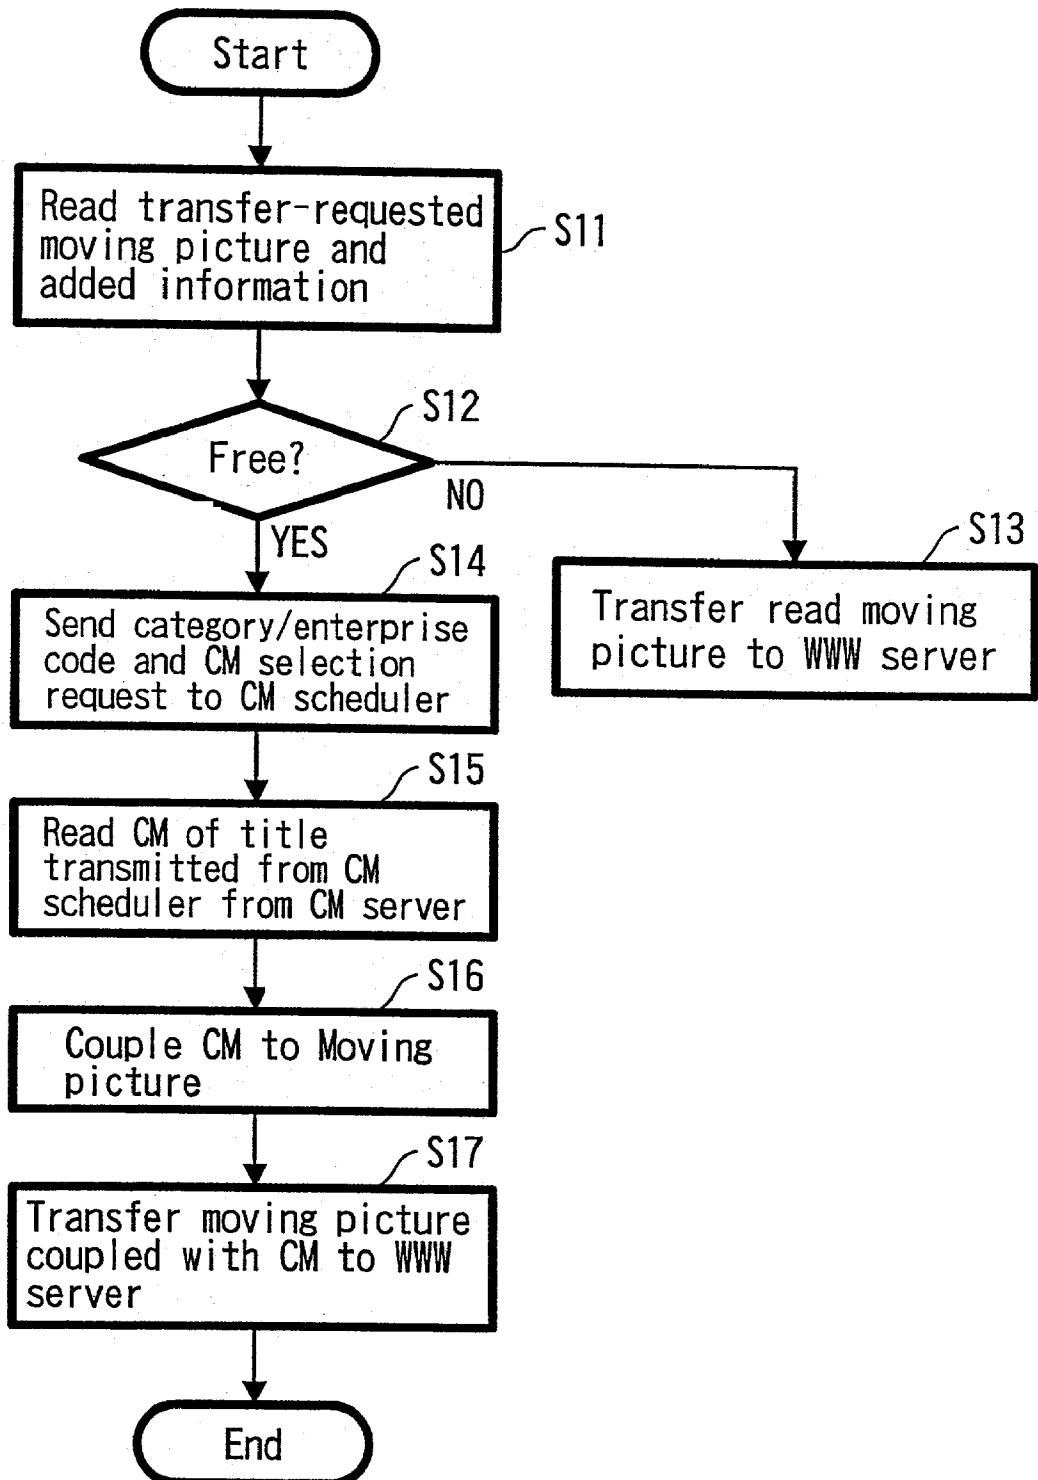 Start
Read transfer-requested
moving picture and
added information
S11
S12
Free?
NO
YES
S13
Transfer read moving
picture to WWW server
S14
Send category/enterprise
code and CM selection
request to CM scheduler
S15
Read CM of title
transmitted from CM
scheduler from CM server
S16
Couple CM to Moving
picture
S17
Transfer moving picture
coupled with CM to WWW
server
End